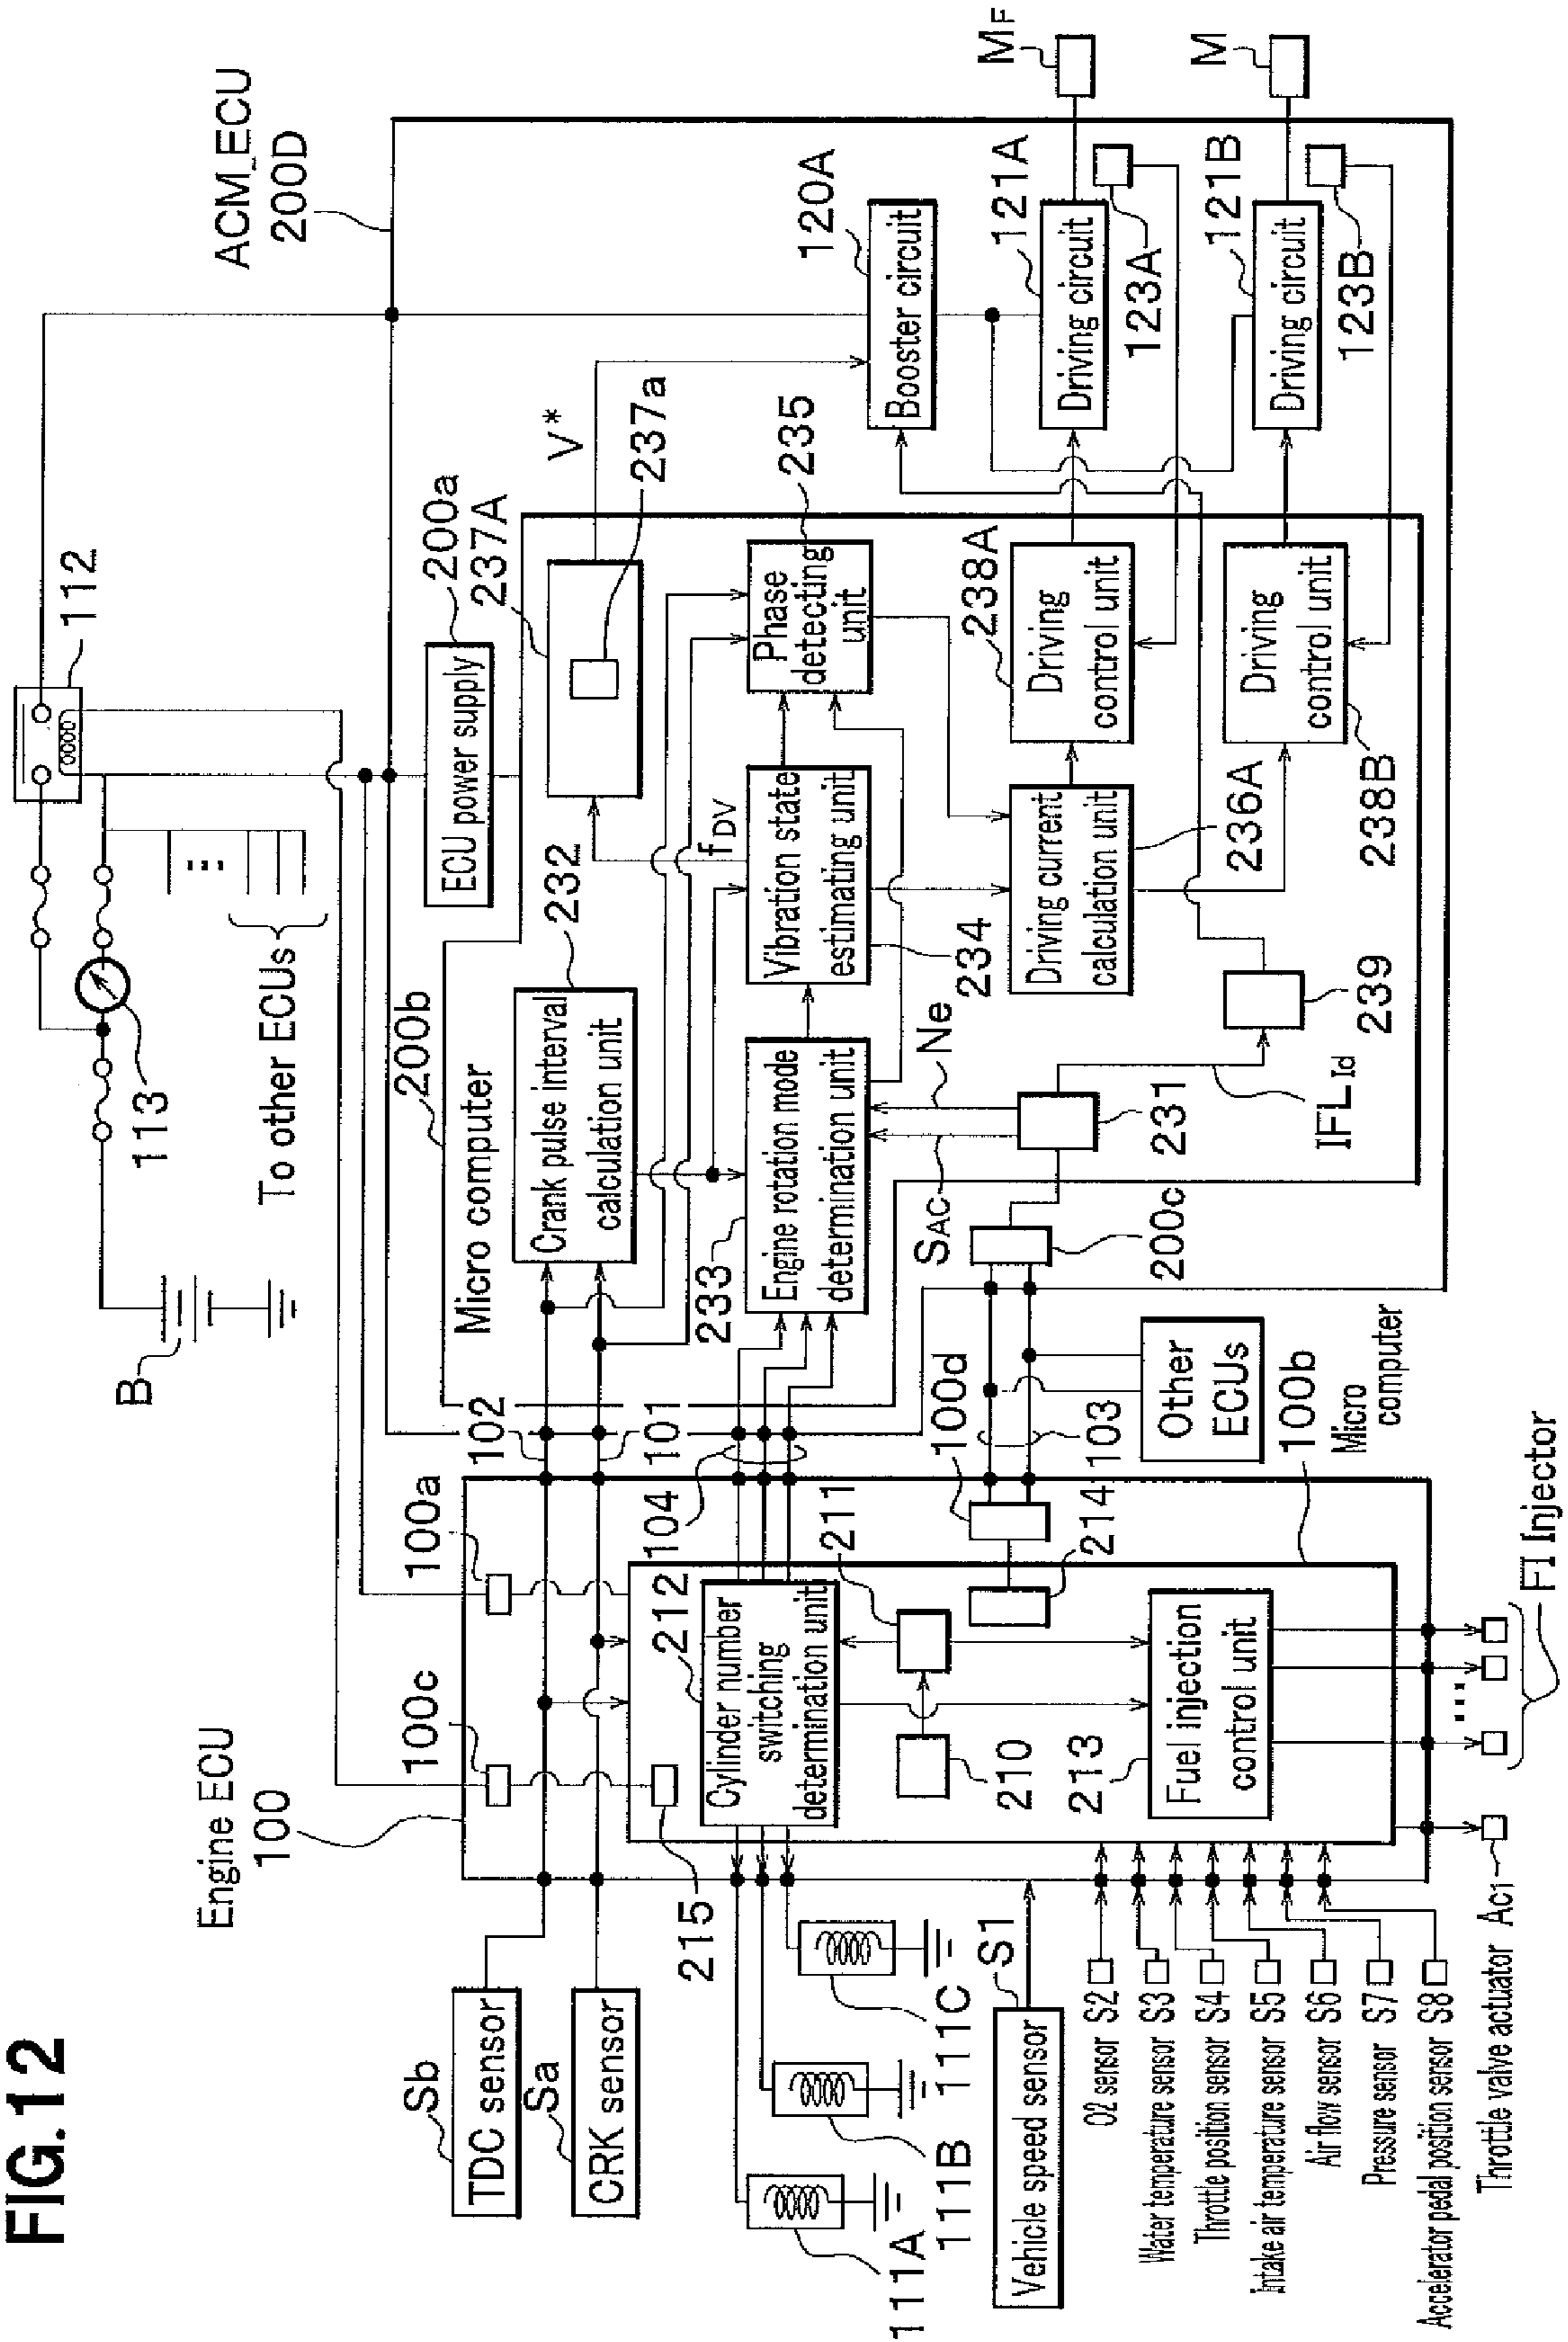 FIG.12
Engine ECU
100
ACM_ECU
200D
B
113
112
To other ECUs
Sb
TDC sensor
Sa
CRK sensor
100c
100a
102
101
104
215
212
Cylinder number
switching
determination unit
211
210
213
Fuel injection
control unit
214
100d
103
100b
Micro
computer
Other
ECUs
111A
111B
111C
S1
Vehicle speed sensor
O2 sensor S2
Water temperature sensor S3
Throttle position sensor S4
Intake air temperature sensor S5
Air flow sensor S6
Pressure sensor S7
Accelerator pedal position sensor S8
Throttle valve actuator AC1
FI Injector
200b
Micro computer
200a
ECU power supply
237A
237a
V*
232
Crank pulse interval
calculation unit
233
Engine rotation mode
determination unit
234
Vibration state
estimating unit
fDV
235
Phase
detecting
unit
SAC
Ne
231
200c
IFLId
239
Driving current
calculation unit
236A
238A
Driving
control unit
238B
Driving
control unit
120A
Booster circuit
121A
Driving circuit
123A
MF
121B
Driving circuit
123B
M